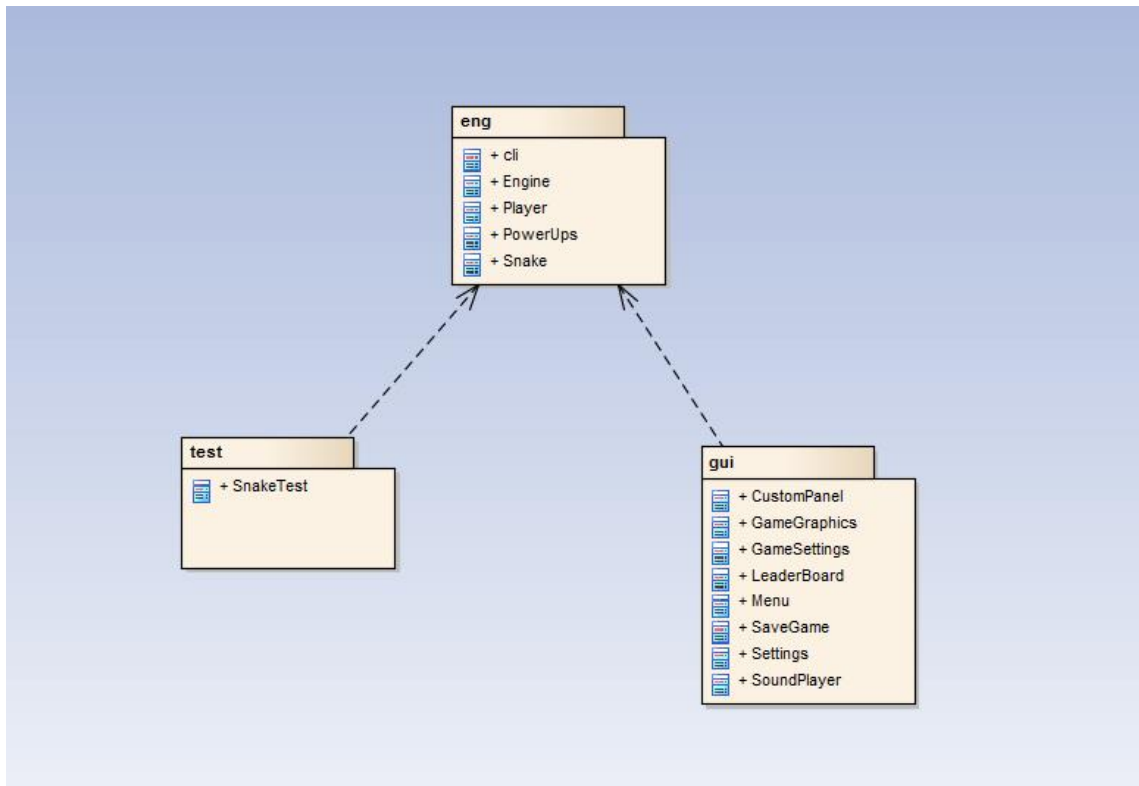 eng
+ cli
+ Engine
+ Player
+ PowerUps
+ Snake
test
+ SnakeTest
gui
+ CustomPanel
+ GameGraphics
+ GameSettings
+ LeaderBoard
+ Menu
+ SaveGame
+ Settings
+ SoundPlayer